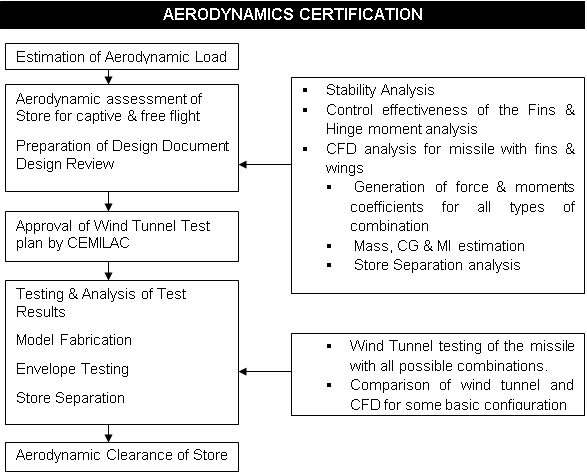 AERODYNAMICS CERTIFICATION
Estimation of Aerodynamic Load
Aerodynamic assessment of
Store for captive & free flight
Preparation of Design Document
Design Review
Approval of Wind Tunnel Test
plan by CEMILAC
Testing & Analysis of Test
Results
Model Fabrication
Envelope Testing
Store Separation
Aerodynamic Clearance of Store
▪ Stability Analysis
▪ Control effectiveness of the Fins &
Hinge moment analysis
▪ CFD analysis for missile with fins &
wings
▪ Generation of force & moments
coefficients for all types of
combination
▪ Mass, CG & MI estimation
▪ Store Separation analysis
▪ Wind Tunnel testing of the missile
with all possible combinations.
▪ Comparison of wind tunnel and
CFD for some basic configuration